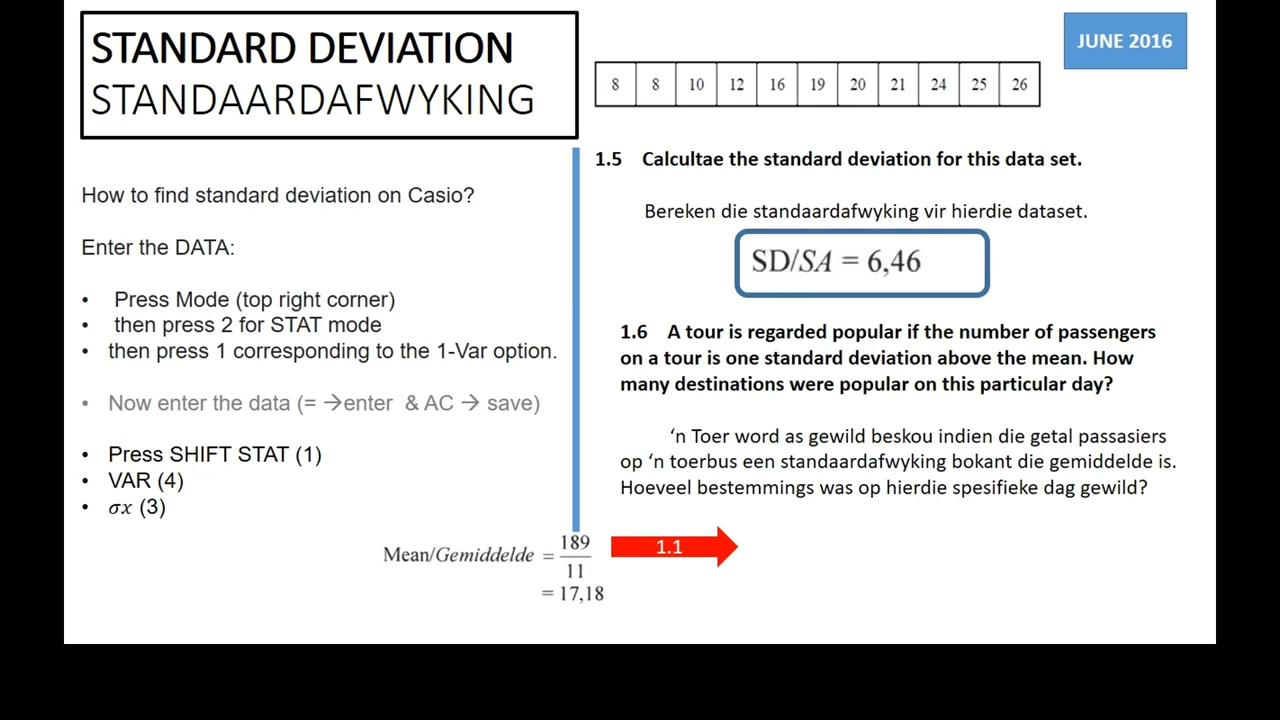 STANDARD DEVIATION
STANDAARDAFWYKING
JUNE 2016
8 8 10 12 16 19 20 21 24 25 26
How to find standard deviation on Casio?
Enter the DATA:
• Press Mode (top right corner)
• then press 2 for STAT mode
• then press 1 corresponding to the 1-Var option.
• Now enter the data (= →enter & AC → save)
• Press SHIFT STAT (1)
• VAR (4)
• σx (3)
1.5 Calcultae the standard deviation for this data set.
Bereken die standaardafwyking vir hierdie dataset.
SD/SA = 6,46
1.6 A tour is regarded popular if the number of passengers
on a tour is one standard deviation above the mean. How
many destinations were popular on this particular day?
‘n Toer word as gewild beskou indien die getal passasiers
op ‘n toerbus een standaardafwyking bokant die gemiddelde is.
Hoeveel bestemmings was op hierdie spesifieke dag gewild?
Mean/Gemiddelde = 189/11
= 17,18
1.1